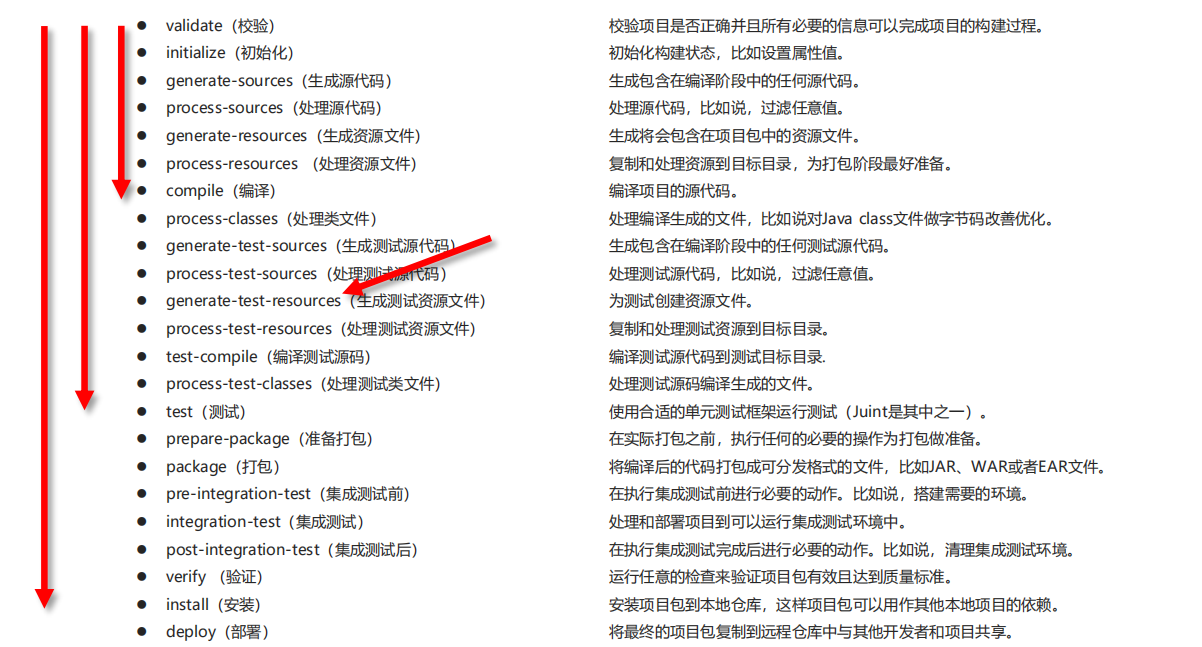 ● validate（校验） 校验项目是否正确并且所有必要的信息可以完成项目的构建过程。
● initialize（初始化） 初始化构建状态，比如设置属性值。
● generate-sources（生成源代码） 生成包含在编译阶段中的任何源代码。
● process-sources（处理源代码） 处理源代码，比如说，过滤任意值。
● generate-resources（生成资源文件） 生成将会包含在项目包中的资源文件。
● process-resources （处理资源文件） 复制和处理资源到目标目录，为打包阶段最好准备。
● compile（编译） 编译项目的源代码。
● process-classes（处理类文件） 处理编译生成的文件，比如说对Java class文件做字节码改善优化。
● generate-test-sources（生成测试源代码） 生成包含在编译阶段中的任何测试源代码。
● process-test-sources（处理测试源代码） 处理测试源代码，比如说，过滤任意值。
● generate-test-resources（生成测试资源文件） 为测试创建资源文件。
● process-test-resources（处理测试资源文件） 复制和处理测试资源到目标目录。
● test-compile（编译测试源码） 编译测试源代码到测试目标目录.
● process-test-classes（处理测试类文件） 处理测试源码编译生成的文件。
● test（测试） 使用合适的单元测试框架运行测试（Juint是其中之一）。
● prepare-package（准备打包） 在实际打包之前，执行任何的必要的操作为打包做准备。
● package（打包） 将编译后的代码打包成可分发格式的文件，比如JAR、WAR或者EAR文件。
● pre-integration-test（集成测试前） 在执行集成测试前进行必要的动作。比如说，搭建需要的环境。
● integration-test（集成测试） 处理和部署项目到可以运行集成测试环境中。
● post-integration-test（集成测试后） 在执行集成测试完成后进行必要的动作。比如说，清理集成测试环境。
● verify （验证） 运行任意的检查来验证项目包有效且达到质量标准。
● install（安装） 安装项目包到本地仓库，这样项目包可以用作其他本地项目的依赖。
● deploy（部署） 将最终的项目包复制到远程仓库中与其他开发者和项目共享。